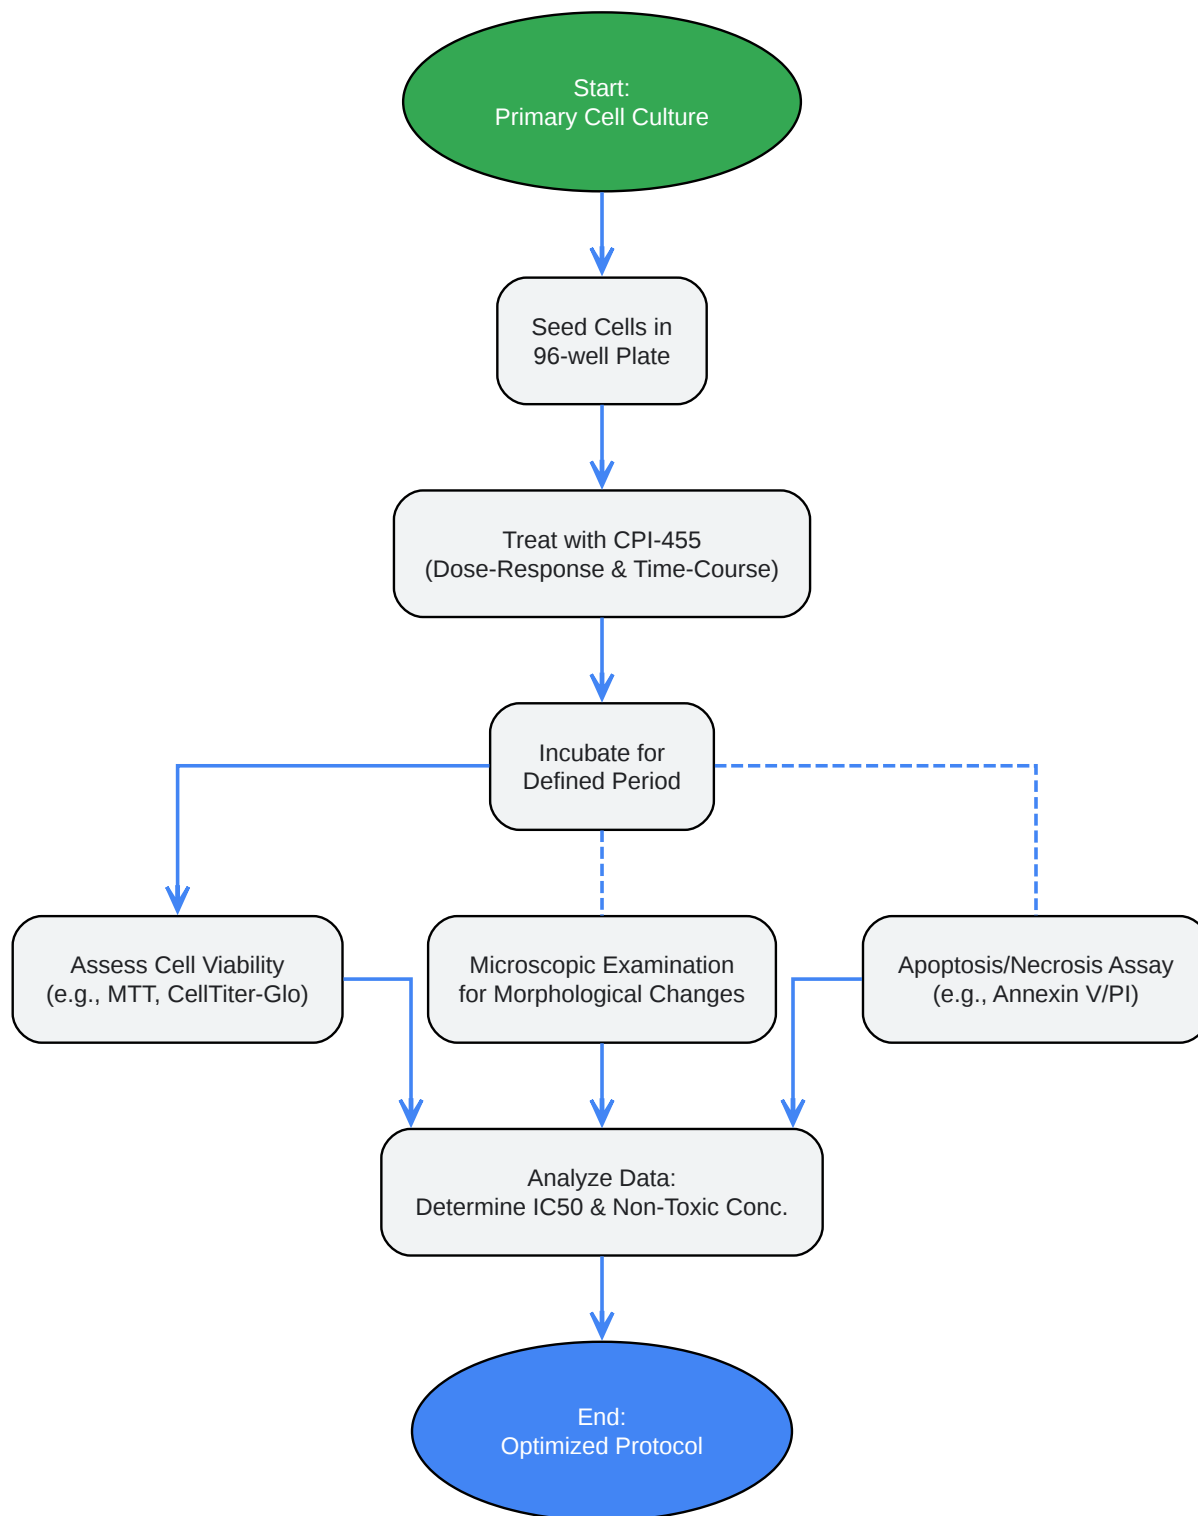 Start:
Primary Cell Culture
Seed Cells in
96-well Plate
Treat with CPI-455
(Dose-Response & Time-Course)
Incubate for
Defined Period
Assess Cell Viability
(e.g., MTT, CellTiter-Glo)
Microscopic Examination
for Morphological Changes
Apoptosis/Necrosis Assay
(e.g., Annexin V/PI)
Analyze Data:
Determine IC50 & Non-Toxic Conc.
End:
Optimized Protocol